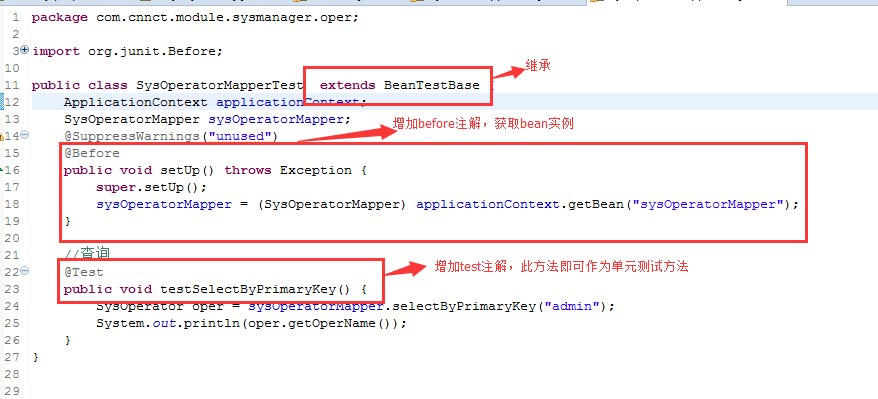 1 package com.cnnct.module.sysmanager.oper;
2
3 import org.junit.Before;
10
11 public class SysOperatorMapperTest extends BeanTestBase {
继承
12 ApplicationContext applicationContext;
13 SysOperatorMapper sysOperatorMapper;
增加before注解，获取bean实例
14 @SuppressWarnings("unused")
15 @Before
16 public void setUp() throws Exception {
17 super.setUp();
18 sysOperatorMapper = (SysOperatorMapper) applicationContext.getBean("sysOperatorMapper");
19 }
20
21 //查询
22 @Test
增加test注解，此方法即可作为单元测试方法
23 public void testSelectByPrimaryKey() {
24 SysOperator oper = sysOperatorMapper.selectByPrimaryKey("admin");
25 System.out.println(oper.getOperName());
26 }
27 }
28
29